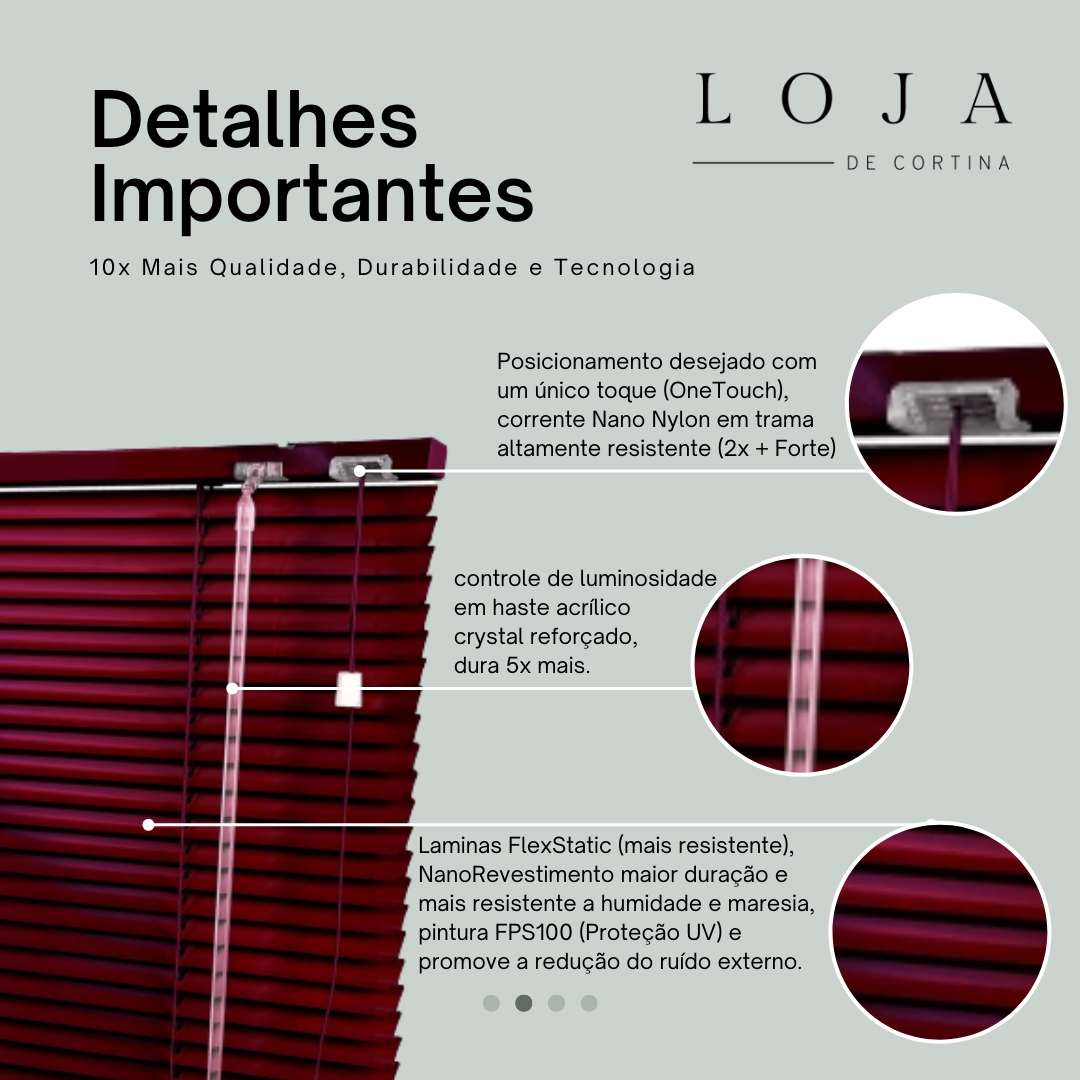 Detalhes
Importantes
10x Mais Qualidade, Durabilidade e Tecnologia
L O J A
DE CORTINA
Posicionamento desejado com
um único toque (OneTouch),
corrente Nano Nylon em trama
altamente resistente (2x + Forte)
controle de luminosidade
em haste acrílico
crystal reforçado,
dura 5x mais.
Laminas FlexStatic (mais resistente),
NanoRevestimento maior duração e
mais resistente a humidade e maresia,
pintura FPS100 (Proteção UV) e
promove a redução do ruído externo.